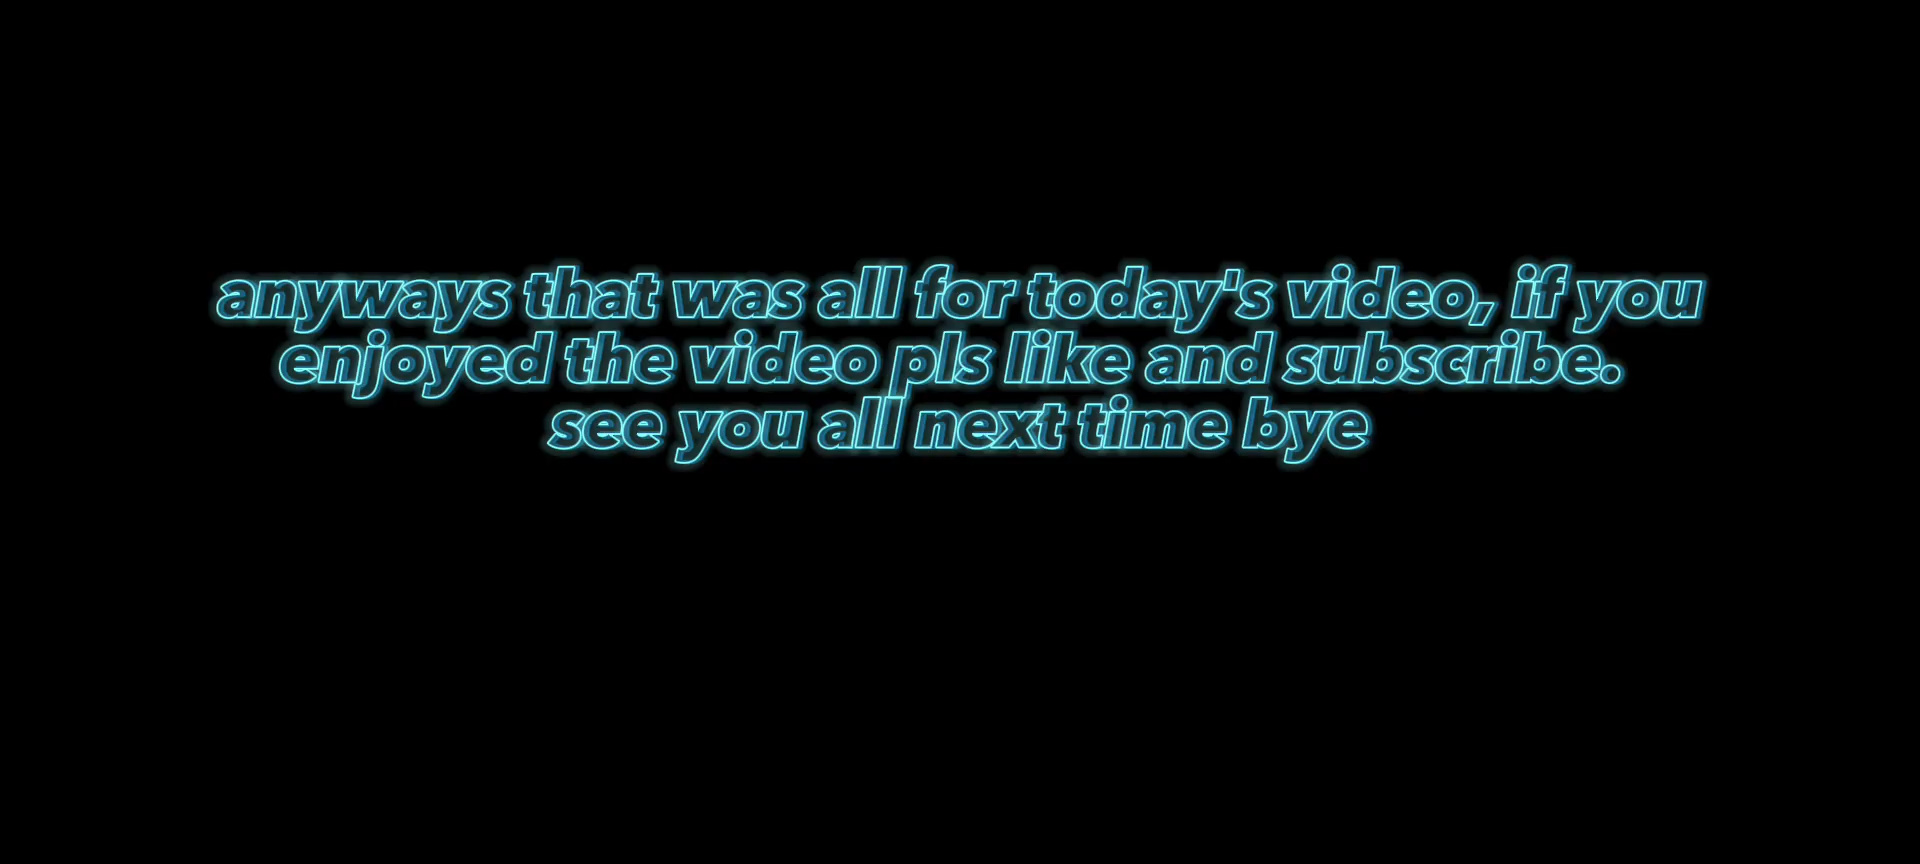 anyways that was all for today's video, if you
enjoyed the video pls like and subscribe.
see you all next time bye